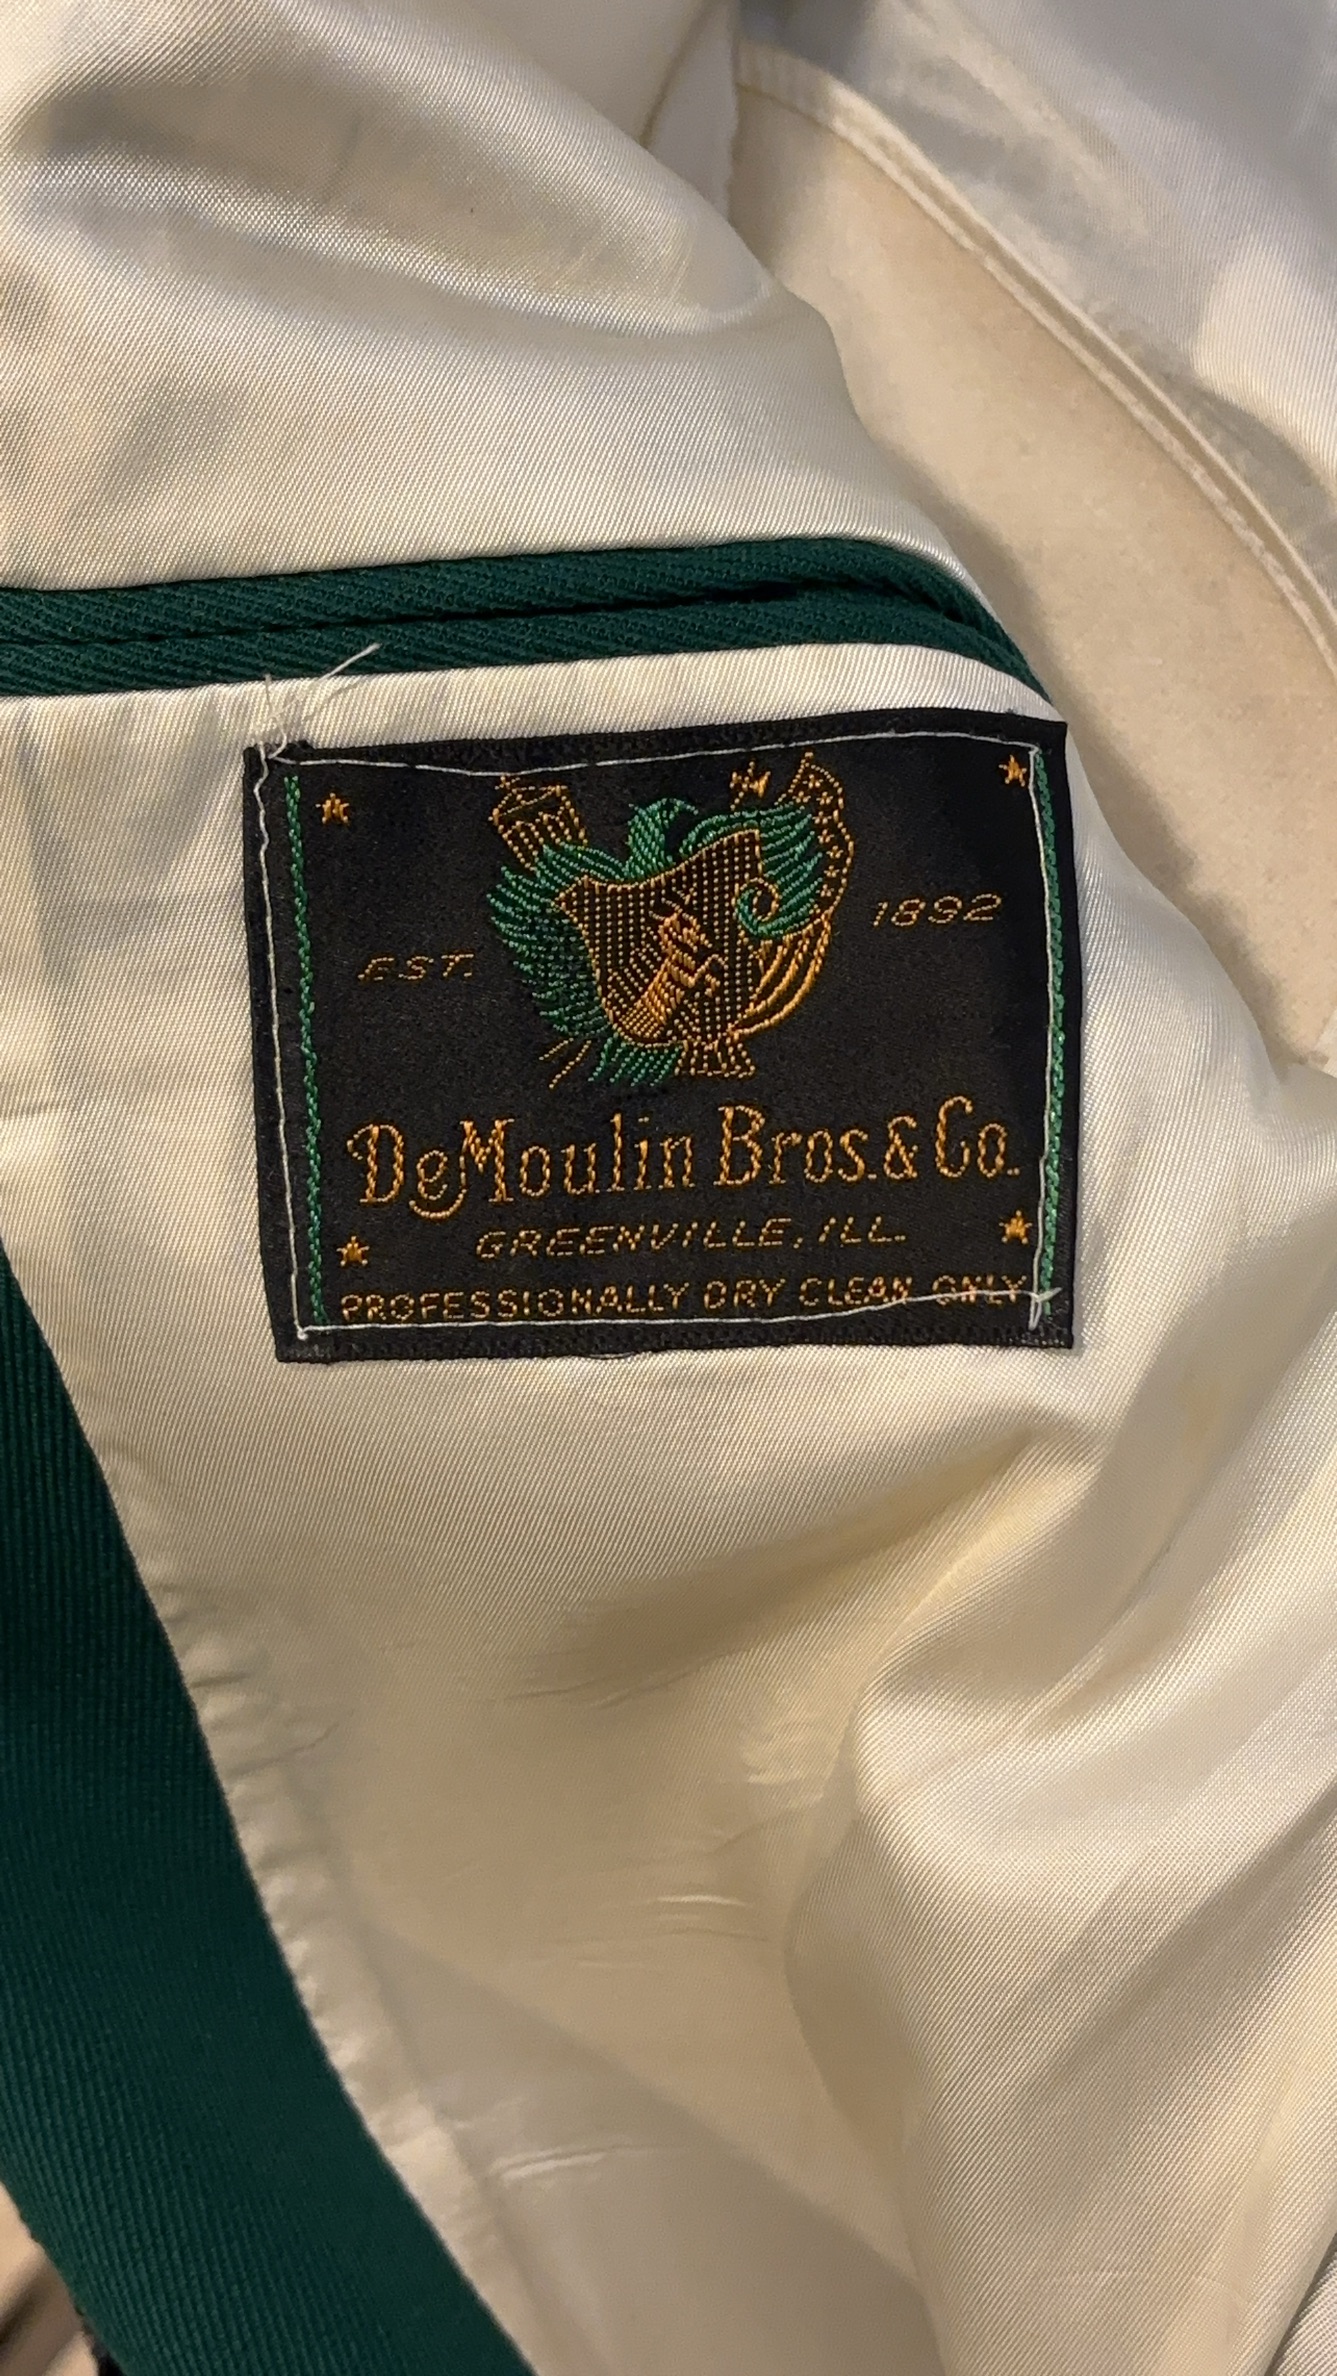 EST. 1892
DeMoulin Bros. & Co.
GREENVILLE, ILL.
PROFESSIONALLY DRY CLEAN ONLY